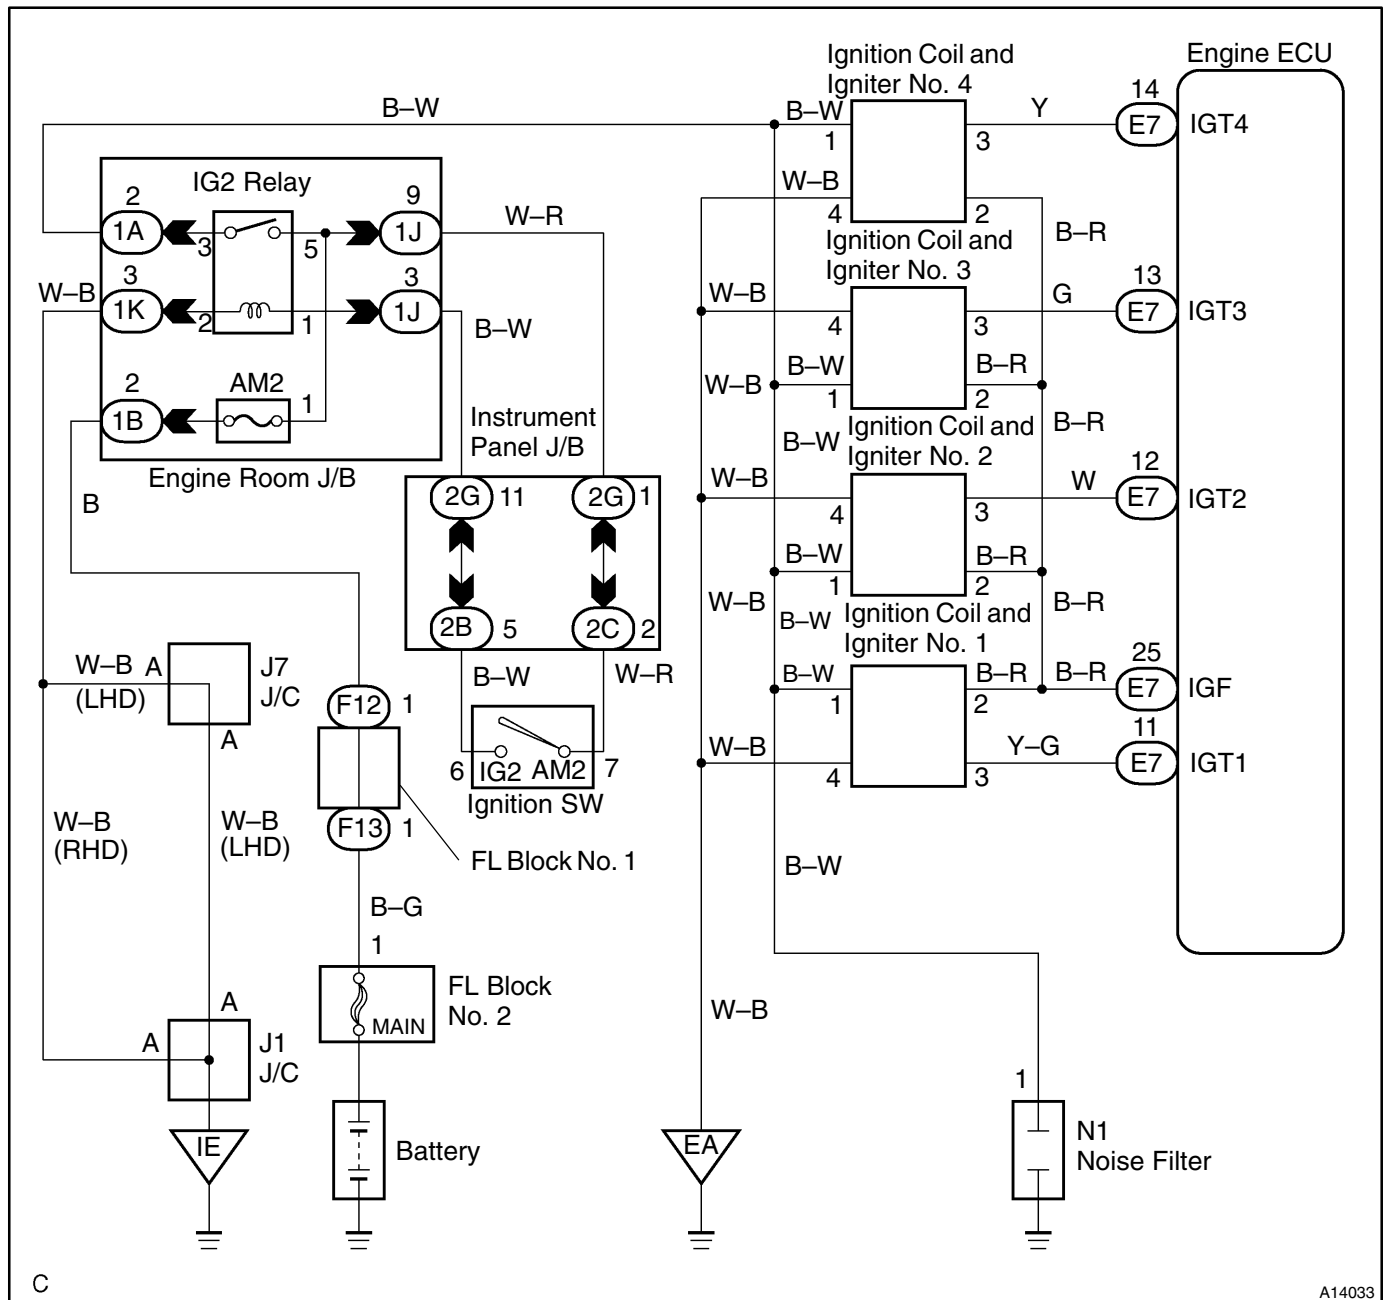 Ignition Coil and
Igniter No. 4
Engine ECU
B–W
B–W
1
Y
3
14
E7
IGT4
W–B
4
2
B–R
IG2 Relay
2
1A
3
5
9
1J
W–R
3
1K
W–B
2
1
3
1J
B–W
AM2
2
1B
1
Engine Room J/B
B
Ignition Coil and
Igniter No. 3
W–B
4
G
3
13
E7
IGT3
W–B
B–W
1
B–R
2
B–W
B–R
Instrument
Panel J/B
2G
11
2G
1
2B
5
2C
2
B–W
W–R
Ignition Coil and
Igniter No. 2
W–B
4
W
3
12
E7
IGT2
B–W
1
B–R
2
W–B
B–W
B–R
Ignition Coil and
Igniter No. 1
B–W
1
B–R
2
B–R
25
E7
IGF
W–B
4
Y–G
3
11
E7
IGT1
6
IG2
AM2
7
Ignition SW
W–B
(LHD)
A
J7
J/C
A
F12
1
F13
1
FL Block No. 1
W–B
(RHD)
W–B
(LHD)
B–G
1
MAIN
FL Block
No. 2
B–W
W–B
A
A
J1
J/C
IE
Battery
EA
1
N1
Noise Filter
C
A14033